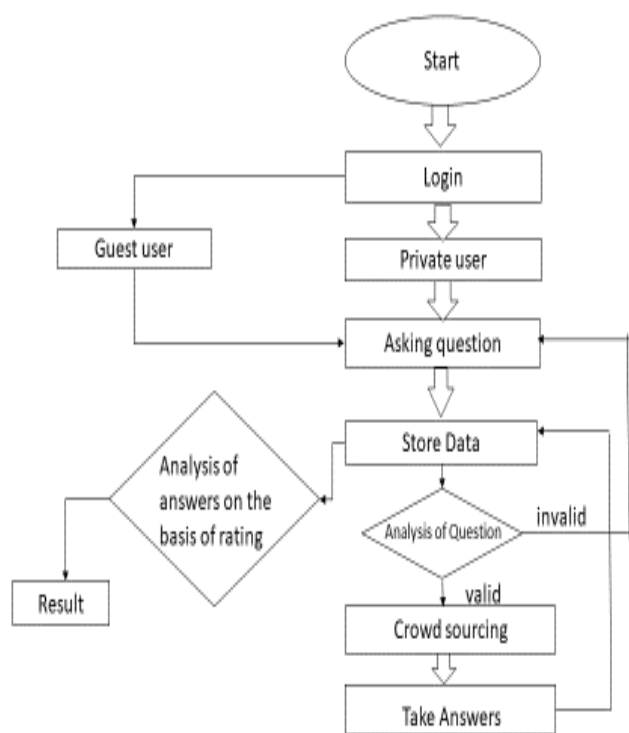 Start
Login
Guest user
Private user
Asking question
Store Data
Analysis of
answers on the
basis of rating
Analysis of Question
invalid
Result
valid
Crowd sourcing
Take Answers